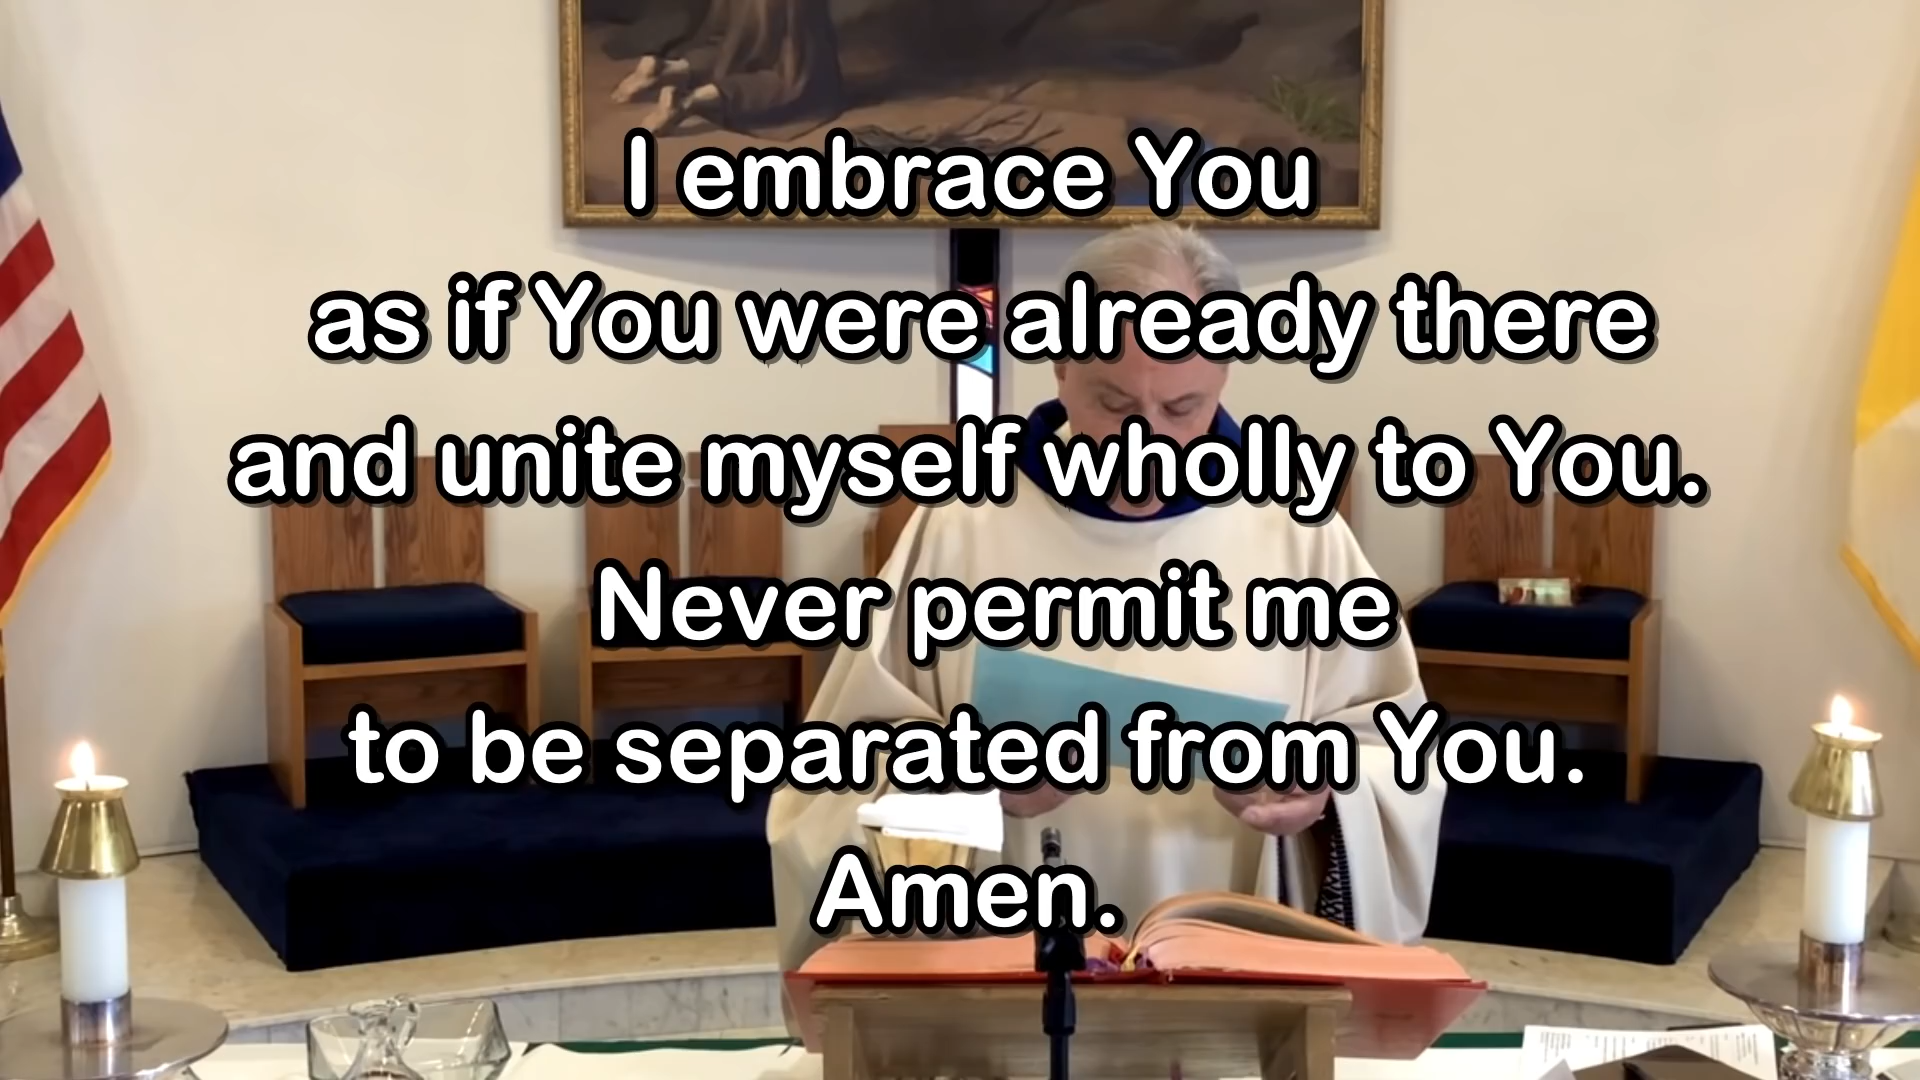 I embrace You
as if You were already there
and unite myself wholly to You.
Never permit me
to be separated from You.
Amen.